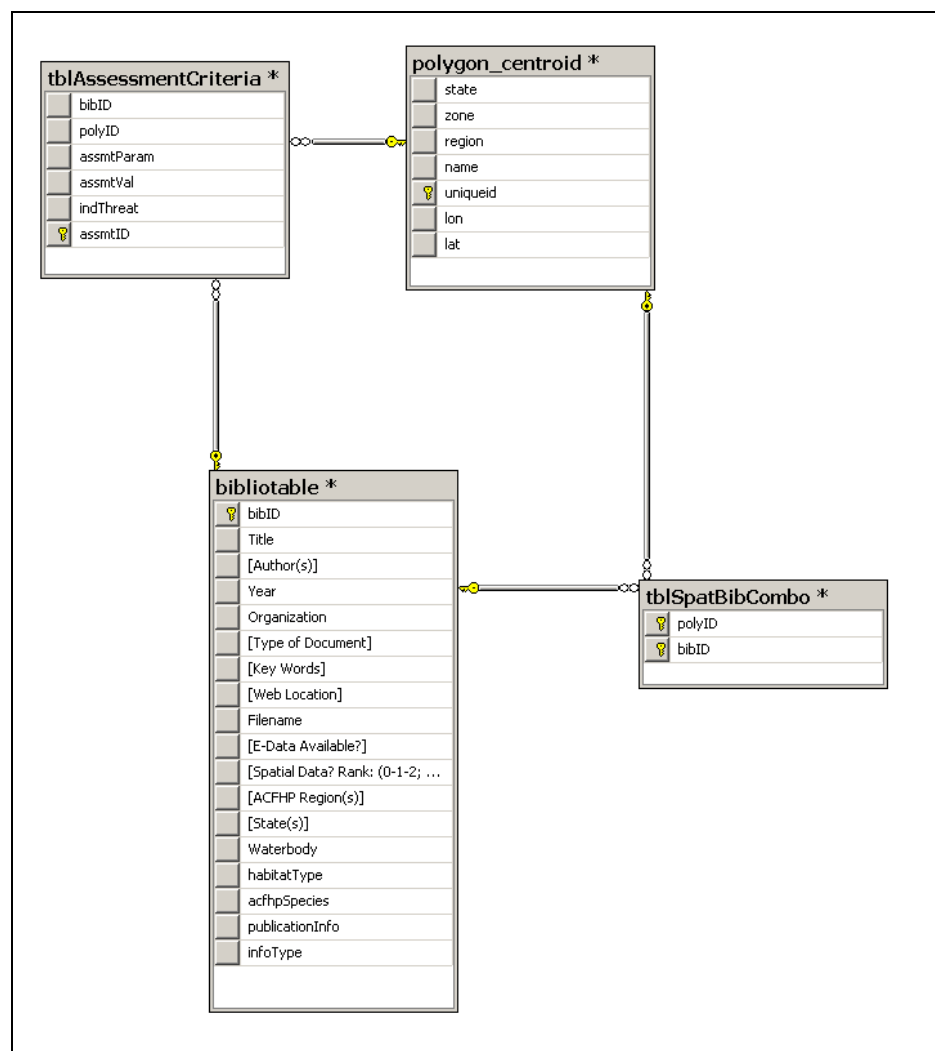 tblAssessmentCriteria *
bibID
polyID
assmtParam
assmtVal
indThreat
assmtID
polygon_centroid *
state
zone
region
name
uniqueid
lon
lat
bibliotable *
bibID
Title
[Author(s)]
Year
Organization
[Type of Document]
[Key Words]
[Web Location]
Filename
[E-Data Available?]
[Spatial Data? Rank: (0-1-2; ...
[ACFHP Region(s)]
[State(s)]
Waterbody
habitatType
acfhpSpecies
publicationInfo
infoType
tblSpatBibCombo *
polyID
bibID